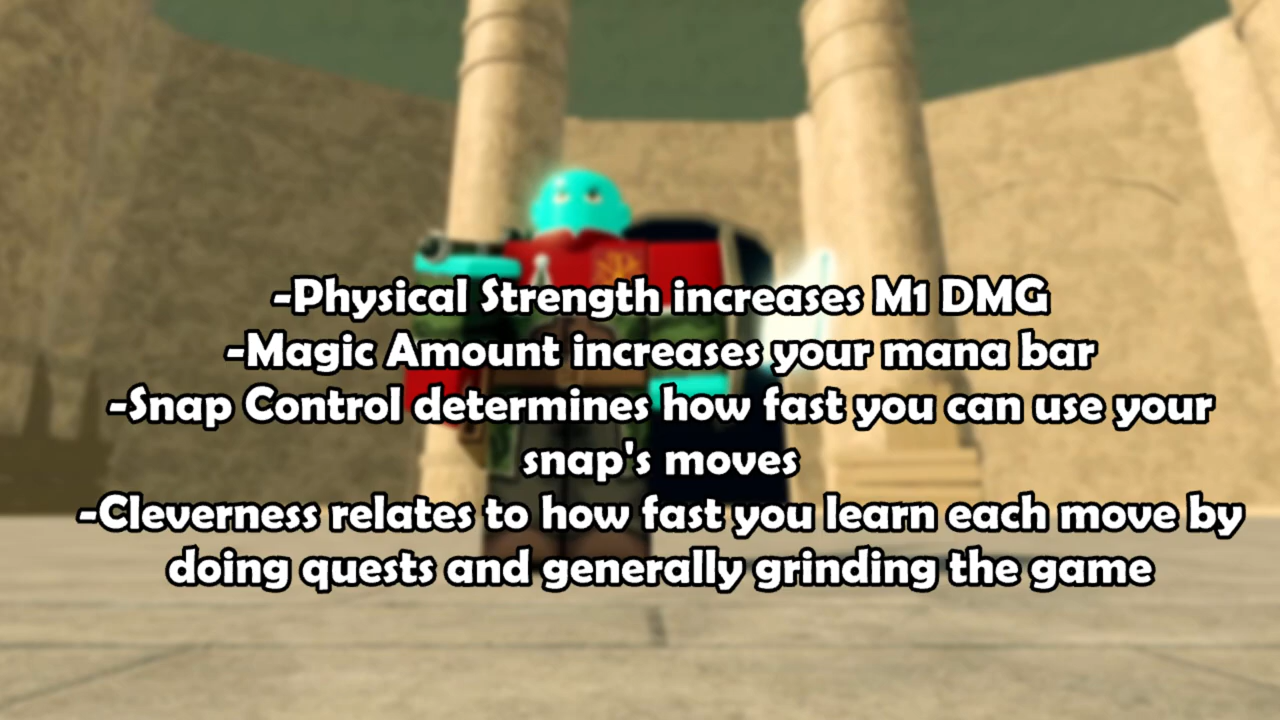 -Physical Strength increases M1 DMG
-Magic Amount increases your mana bar
-Snap Control determines how fast you can use your
snap's moves
-Cleverness relates to how fast you learn each move by
doing quests and generally grinding the game